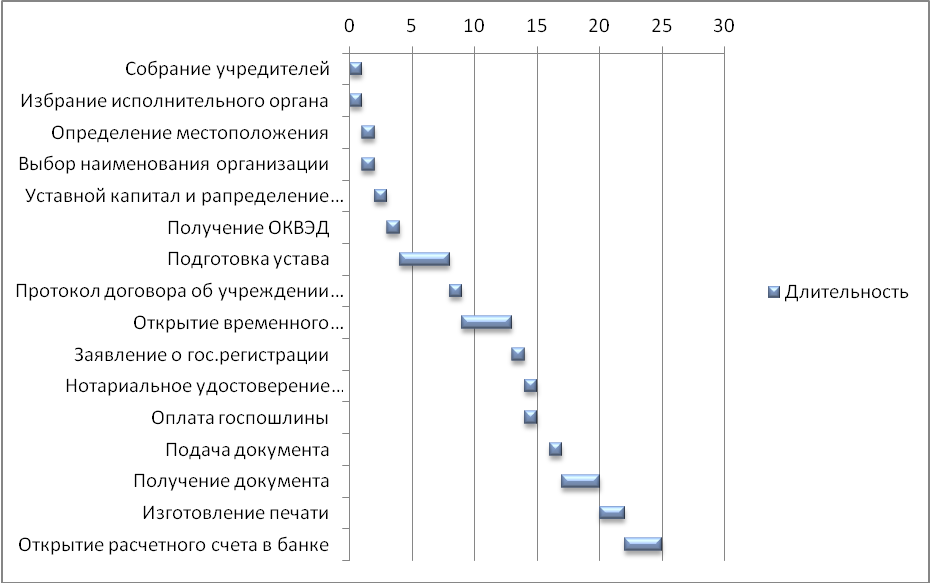 0 5 10 15 20 25 30
Собрание учредителей
Избрание исполнительного органа
Определение местоположения
Выбор наименования организации
Уставной капитал и рапределение...
Получение ОКВЭД
Подготовка устава
Протокол договора об учреждении...
Длительность
Открытие временного...
Заявление о гос.регистрации
Нотариальное удостоверение...
Оплата госпошлины
Подача документа
Получение документа
Изготовление печати
Открытие расчетного счета в банке